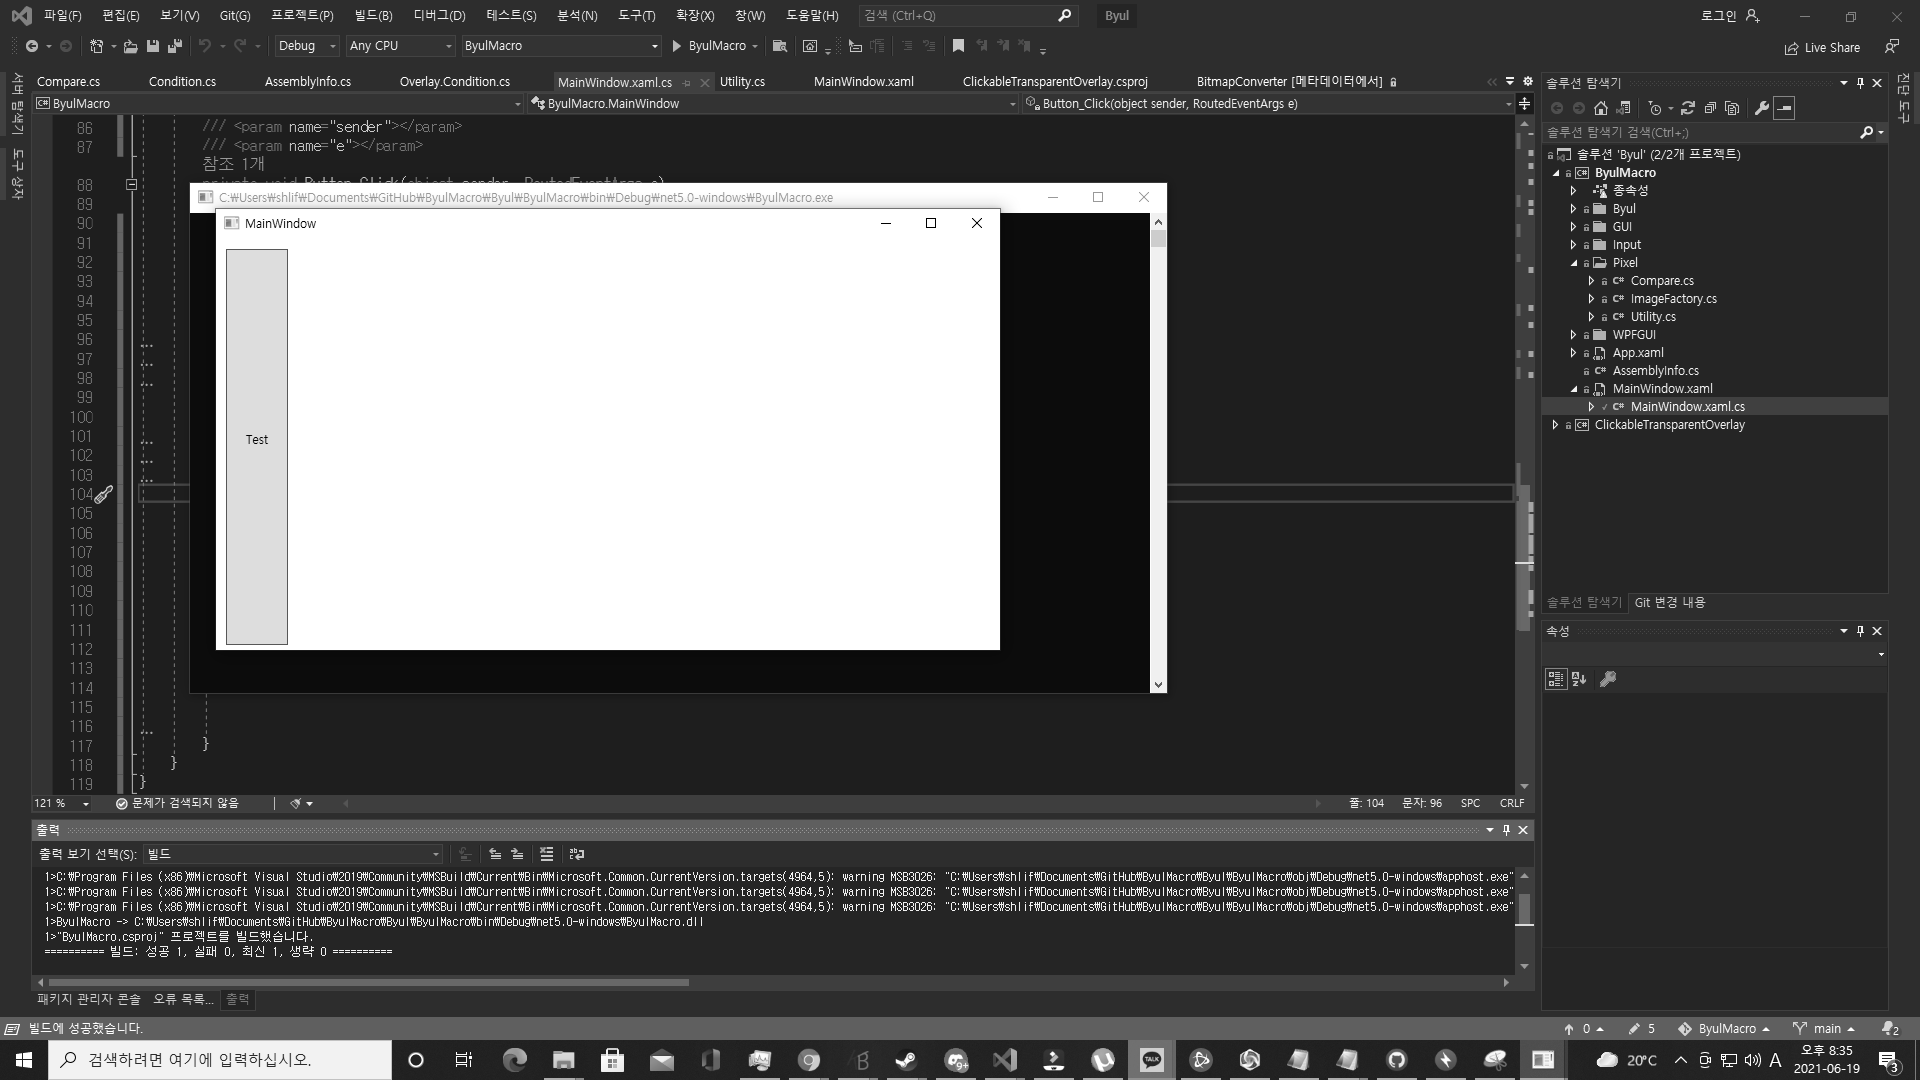 파일(F) 편집(E) 보기(V) Git(G) 프로젝트(P) 빌드(B) 디버그(D) 테스트(S) 분석(N) 도구(T) 확장(X) 창(W) 도움말(H) 검색 (Ctrl+Q) Byul 로그인
Debug Any CPU ByulMacro ByulMacro Live Share
Compare.cs Condition.cs AssemblyInfo.cs Overlay.Condition.cs MainWindow.xaml.cs Utility.cs MainWindow.xaml ClickableTransparentOverlay.csproj BitmapConverter [메타데이터에서]
서버 탐색기
도구 상자
진단 도구
ByulMacro ByulMacro.MainWindow Button_Click(object sender, RoutedEventArgs e)
86 /// <param name="sender"></param>
87 /// <param name="e"></param>
참조 1개
88
89
90
91
92
93
94
95
96
97
98
99
100
101
102
103
104
105
106
107
108
109
110
111
112
113
114
115
116
117 }
118 }
119 }
C:₩Users₩shlif₩Documents₩GitHub₩ByulMacro₩Byul₩ByulMacro₩bin₩Debug₩net5.0-windows₩ByulMacro.exe
MainWindow
Test
121 % 문제가 검색되지 않음 줄: 104 문자: 96 SPC CRLF
출력
출력 보기 선택(S): 빌드
1>C:₩Program Files (x86)₩Microsoft Visual Studio₩2019₩Community₩MSBuild₩Current₩Bin₩Microsoft.Common.CurrentVersion.targets(4964,5): warning MSB3026: "C:₩Users₩shlif₩Documents₩GitHub₩ByulMacro₩Byul₩ByulMacro₩obj₩Debug₩net5.0-windows₩apphost.exe"
1>C:₩Program Files (x86)₩Microsoft Visual Studio₩2019₩Community₩MSBuild₩Current₩Bin₩Microsoft.Common.CurrentVersion.targets(4964,5): warning MSB3026: "C:₩Users₩shlif₩Documents₩GitHub₩ByulMacro₩Byul₩ByulMacro₩obj₩Debug₩net5.0-windows₩apphost.exe"
1>C:₩Program Files (x86)₩Microsoft Visual Studio₩2019₩Community₩MSBuild₩Current₩Bin₩Microsoft.Common.CurrentVersion.targets(4964,5): warning MSB3026: "C:₩Users₩shlif₩Documents₩GitHub₩ByulMacro₩Byul₩ByulMacro₩obj₩Debug₩net5.0-windows₩apphost.exe"
1>ByulMacro -> C:₩Users₩shlif₩Documents₩GitHub₩ByulMacro₩Byul₩ByulMacro₩bin₩Debug₩net5.0-windows₩ByulMacro.dll
1>"ByulMacro.csproj" 프로젝트를 빌드했습니다.
========== 빌드: 성공 1, 실패 0, 최신 1, 생략 0 ==========
패키지 관리자 콘솔 오류 목록... 출력
솔루션 탐색기
솔루션 탐색기 검색(Ctrl+;)
솔루션 'Byul' (2/2개 프로젝트)
ByulMacro
종속성
Byul
GUI
Input
Pixel
Compare.cs
ImageFactory.cs
Utility.cs
WPFGUI
App.xaml
AssemblyInfo.cs
MainWindow.xaml
MainWindow.xaml.cs
ClickableTransparentOverlay
솔루션 탐색기 Git 변경 내용
속성
빌드에 성공했습니다. 0 5 ByulMacro main 2
검색하려면 여기에 입력하십시오. TALK 9+ 20°C A 오후 8:35
2021-06-19 3